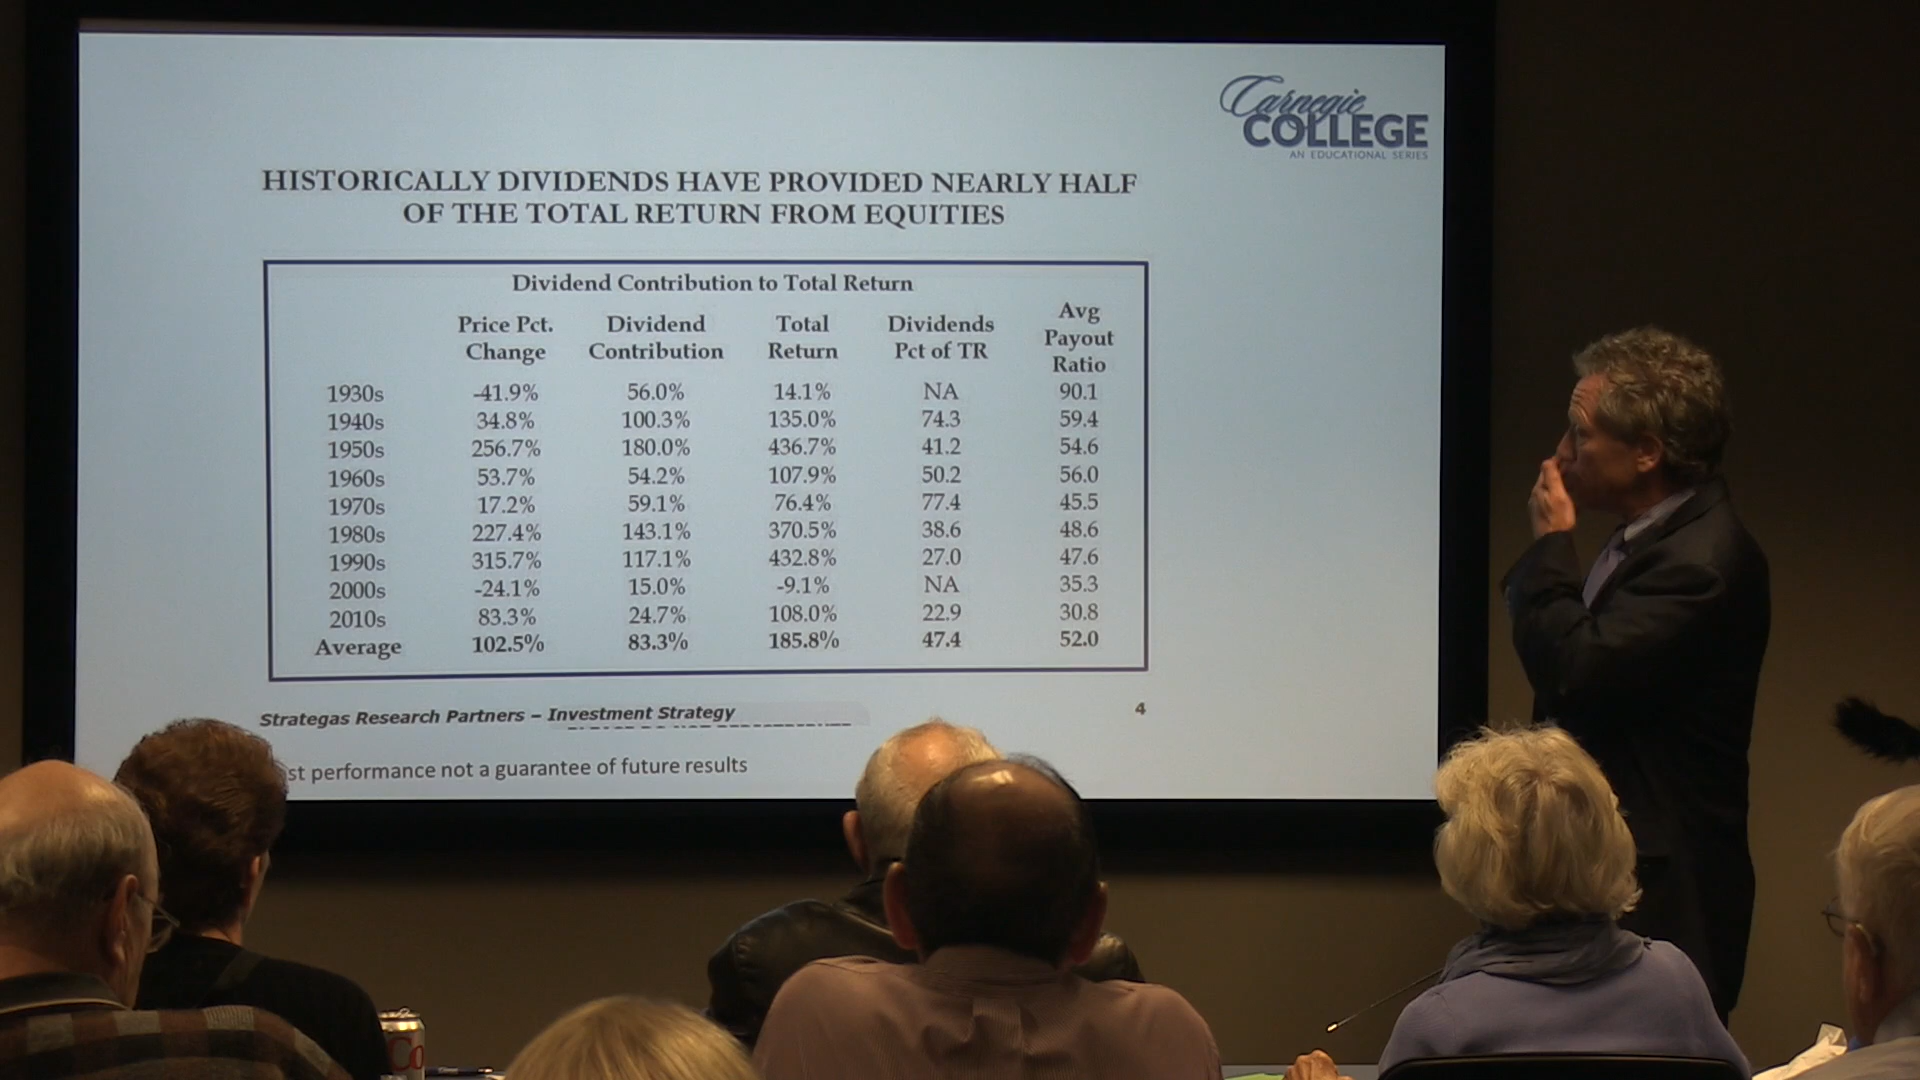 Carnegie
COLLEGE
AN EDUCATIONAL SERIES
HISTORICALLY DIVIDENDS HAVE PROVIDED NEARLY HALF
OF THE TOTAL RETURN FROM EQUITIES
Dividend Contribution to Total Return
Price Pct. Change Dividend Contribution Total Return Dividends Pct of TR Avg Payout Ratio
1930s -41.9% 56.0% 14.1% NA 90.1
1940s 34.8% 100.3% 135.0% 74.3 59.4
1950s 256.7% 180.0% 436.7% 41.2 54.6
1960s 53.7% 54.2% 107.9% 50.2 56.0
1970s 17.2% 59.1% 76.4% 77.4 45.5
1980s 227.4% 143.1% 370.5% 38.6 48.6
1990s 315.7% 117.1% 432.8% 27.0 47.6
2000s -24.1% 15.0% -9.1% NA 35.3
2010s 83.3% 24.7% 108.0% 22.9 30.8
Average 102.5% 83.3% 185.8% 47.4 52.0
Strategas Research Partners – Investment Strategy
4
st performance not a guarantee of future results
Co